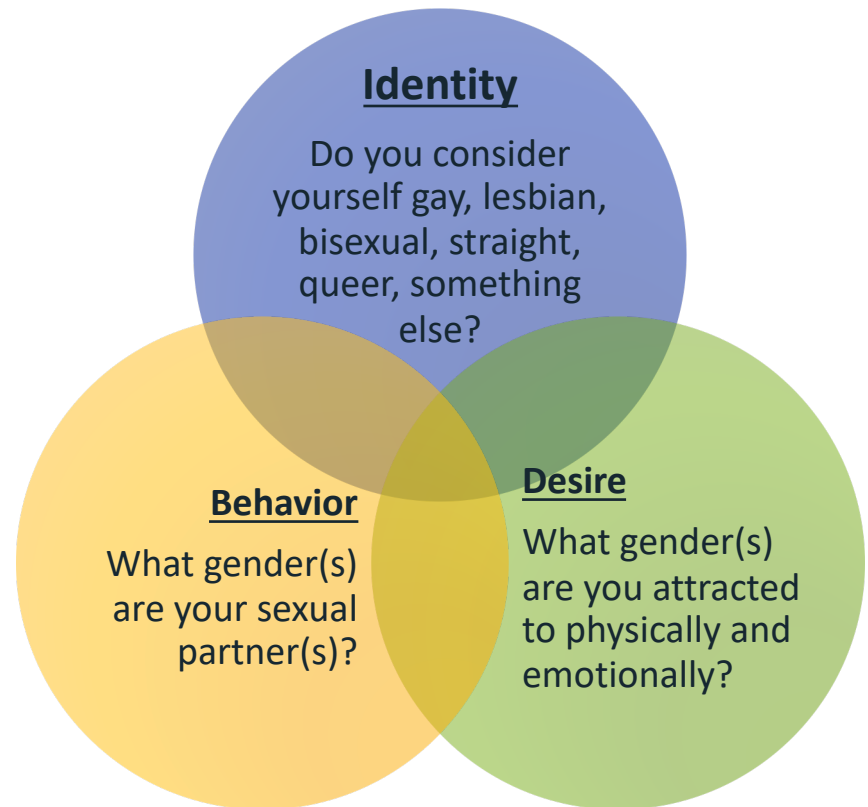 Identity
Do you consider
yourself gay, lesbian,
bisexual, straight,
queer, something
else?
Behavior
What gender(s)
are your sexual
partner(s)?
Desire
What gender(s)
are you attracted
to physically and
emotionally?